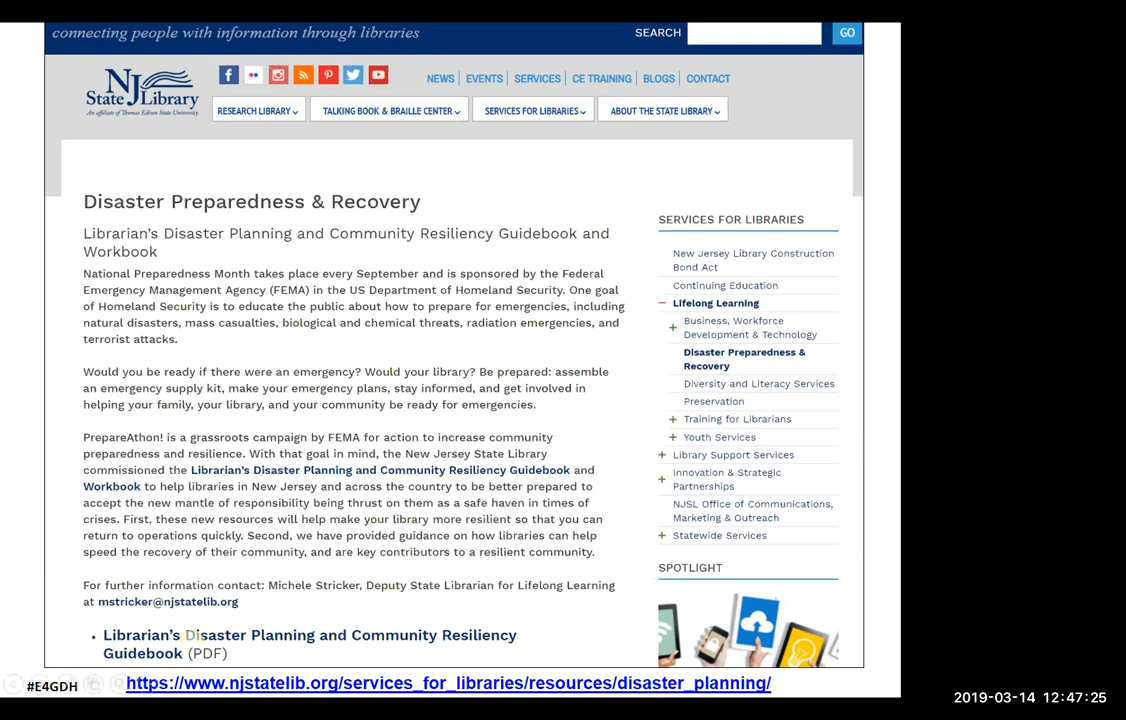 connecting people with information through libraries
SEARCH
GO
NJ
State Library
An affiliate of Thomas Edison State University
NEWS
EVENTS
SERVICES
CE TRAINING
BLOGS
CONTACT
RESEARCH LIBRARY
TALKING BOOK & BRAILLE CENTER
SERVICES FOR LIBRARIES
ABOUT THE STATE LIBRARY
Disaster Preparedness & Recovery
Librarian's Disaster Planning and Community Resiliency Guidebook and
Workbook
National Preparedness Month takes place every September and is sponsored by the Federal
Emergency Management Agency (FEMA) in the US Department of Homeland Security. One goal
of Homeland Security is to educate the public about how to prepare for emergencies, including
natural disasters, mass casualties, biological and chemical threats, radiation emergencies, and
terrorist attacks.
Would you be ready if there were an emergency? Would your library? Be prepared: assemble
an emergency supply kit, make your emergency plans, stay informed, and get involved in
helping your family, your library, and your community be ready for emergencies.
PrepareAthon! is a grassroots campaign by FEMA for action to increase community
preparedness and resilience. With that goal in mind, the New Jersey State Library
commissioned the Librarian's Disaster Planning and Community Resiliency Guidebook and
Workbook to help libraries in New Jersey and across the country to be better prepared to
accept the new mantle of responsibility being thrust on them as a safe haven in times of
crises. First, these new resources will help make your library more resilient so that you can
return to operations quickly. Second, we have provided guidance on how libraries can help
speed the recovery of their community, and are key contributors to a resilient community.
For further information contact: Michele Stricker, Deputy State Librarian for Lifelong Learning
at mstricker@njstatelib.org
• Librarian's Disaster Planning and Community Resiliency
Guidebook (PDF)
SERVICES FOR LIBRARIES
New Jersey Library Construction
Bond Act
Continuing Education
Lifelong Learning
Business, Workforce
Development & Technology
Disaster Preparedness &
Recovery
Diversity and Literacy Services
Preservation
Training for Librarians
Youth Services
Library Support Services
Innovation & Strategic
Partnerships
NJSL Office of Communications,
Marketing & Outreach
Statewide Services
SPOTLIGHT
#E4GDH
https://www.njstatelib.org/services_for_libraries/resources/disaster_planning/
2019-03-14 12:47:25